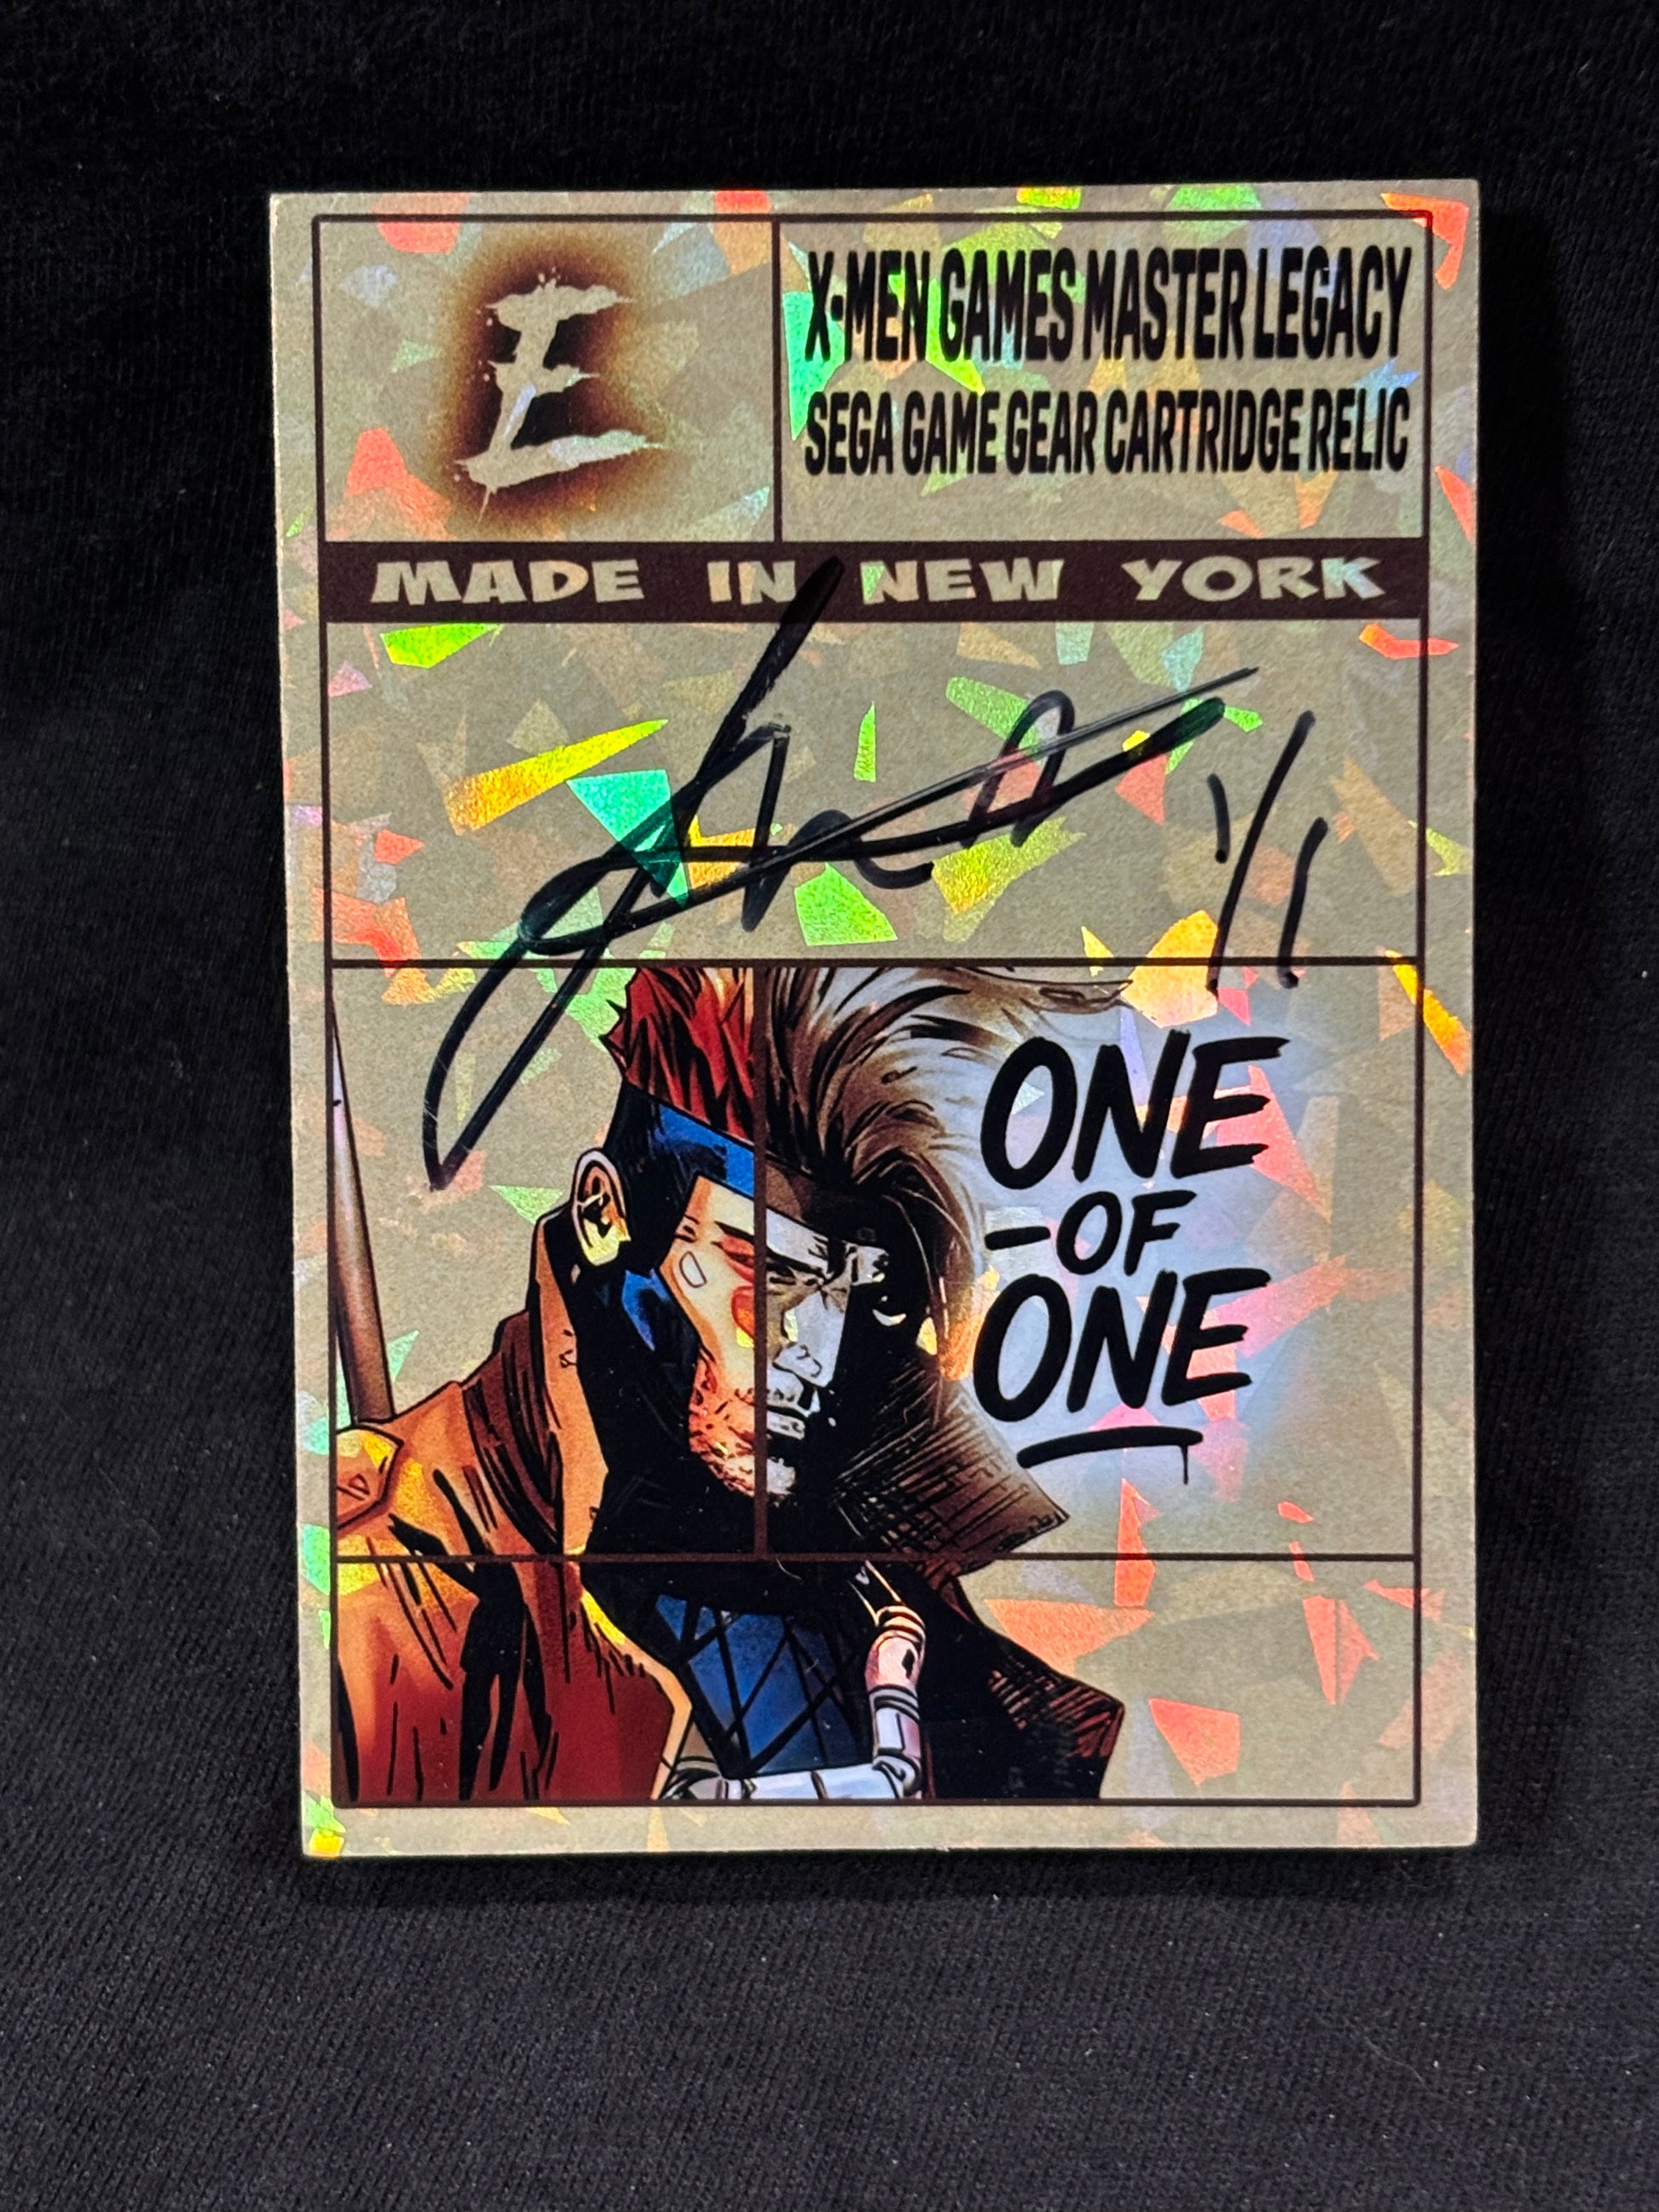 E
X-MEN GAMES MASTER LEGACY
SEGA GAME GEAR CARTRIDGE RELIC
MADE IN NEW YORK
1/1
ONE
-OF
ONE